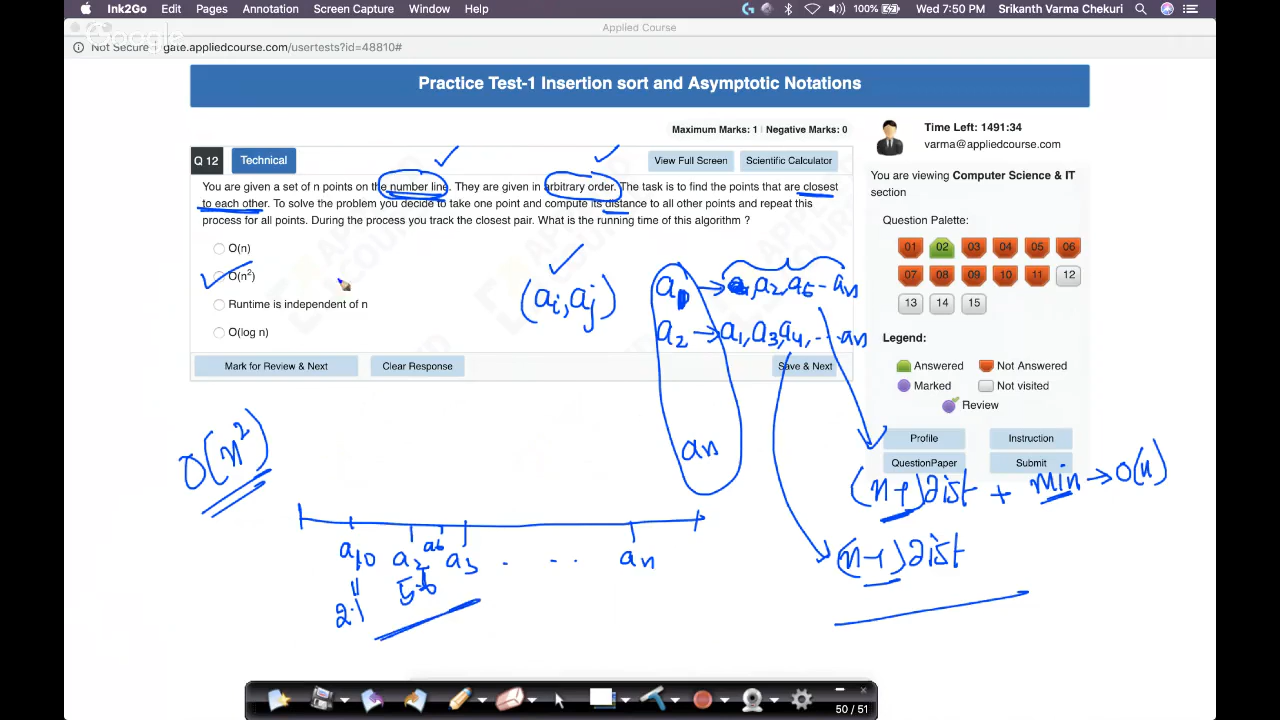 Ink2Go Edit Pages Annotation Screen Capture Window Help 100% Wed 7:50 PM Srikanth Varma Chekuri
Applied Course
Google
Not Secure gate.appliedcourse.com/usertests?id=48810#
Practice Test-1 Insertion sort and Asymptotic Notations
Maximum Marks: 1 | Negative Marks: 0
Time Left: 1491:34
varma@appliedcourse.com
Q 12 Technical View Full Screen Scientific Calculator
You are viewing Computer Science & IT
section
You are given a set of n points on the number line. They are given in arbitrary order. The task is to find the points that are closest
to each other. To solve the problem you decide to take one point and compute its distance to all other points and repeat this
process for all points. During the process you track the closest pair. What is the running time of this algorithm ?
Question Palette:
01 02 03 04 05 06
07 08 09 10 11 12
13 14 15
O(n)
O(n²)
Runtime is independent of n
O(log n)
(ai, aj)
a1 → a2, a5 - an
a2 → a1, a3, a4, ... an
an
Legend:
Answered Not Answered
Marked Not visited
Review
Mark for Review & Next Clear Response Save & Next
Profile Instruction
QuestionPaper Submit
O(n²)
(n-1) dist + min → O(n)
(n-1) dist
a10 a2 a6 a3 . . . . an
2.1
50 / 51